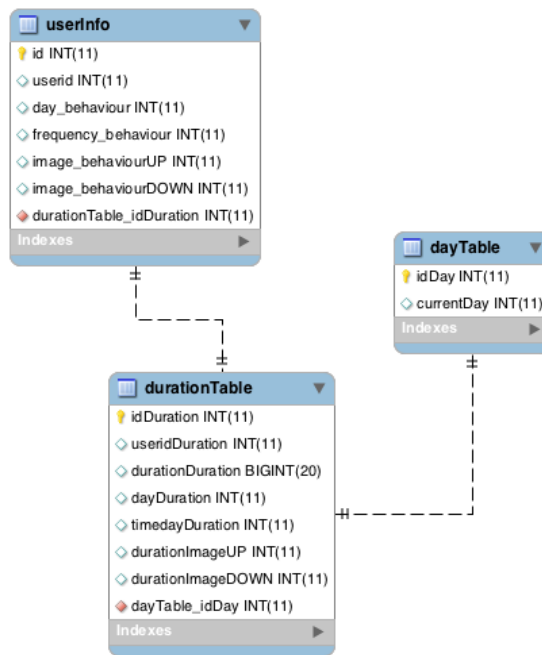 userInfo
id INT(11)
userid INT(11)
day_behaviour INT(11)
frequency_behaviour INT(11)
image_behaviourUP INT(11)
image_behaviourDOWN INT(11)
durationTable_idDuration INT(11)
Indexes
dayTable
idDay INT(11)
currentDay INT(11)
Indexes
durationTable
idDuration INT(11)
useridDuration INT(11)
durationDuration BIGINT(20)
dayDuration INT(11)
timedayDuration INT(11)
durationImageUP INT(11)
durationImageDOWN INT(11)
dayTable_idDay INT(11)
Indexes